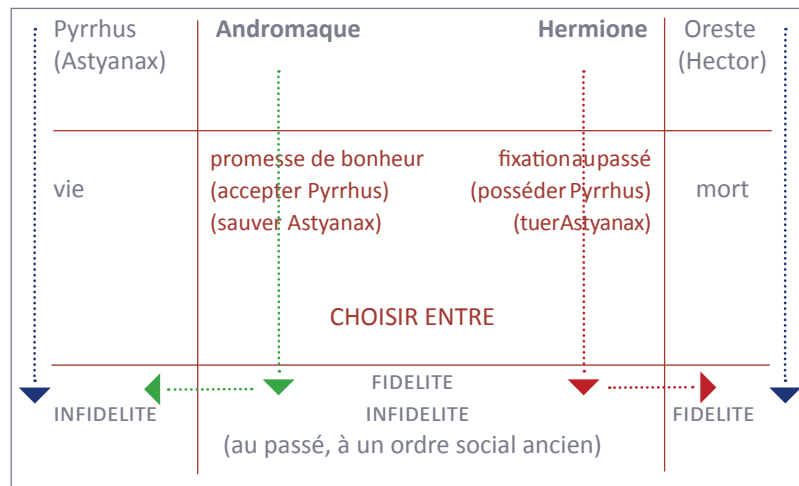 Pyrrhus
(Astyanax)
Andromaque
Hermione
Oreste
(Hector)
vie
promesse de bonheur
(accepter Pyrrhus)
(sauver Astyanax)
fixationaupassé
(posséder Pyrrhus)
(tuerAstyanax)
mort
CHOISIR ENTRE
INFIDELITE
FIDELITE
INFIDELITE
FIDELITE
(au passé, à un ordre social ancien)